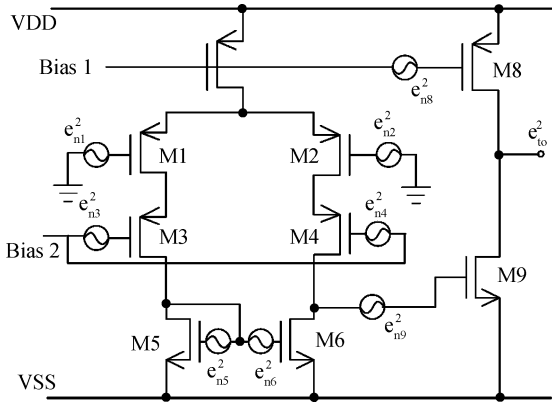 VDD
Bias 1
e²n8
M8
e²n1
M1
M2
e²n2
e²to
e²n3
Bias 2
M3
M4
e²n4
M9
M5
e²n5
e²n6
M6
e²n9
VSS